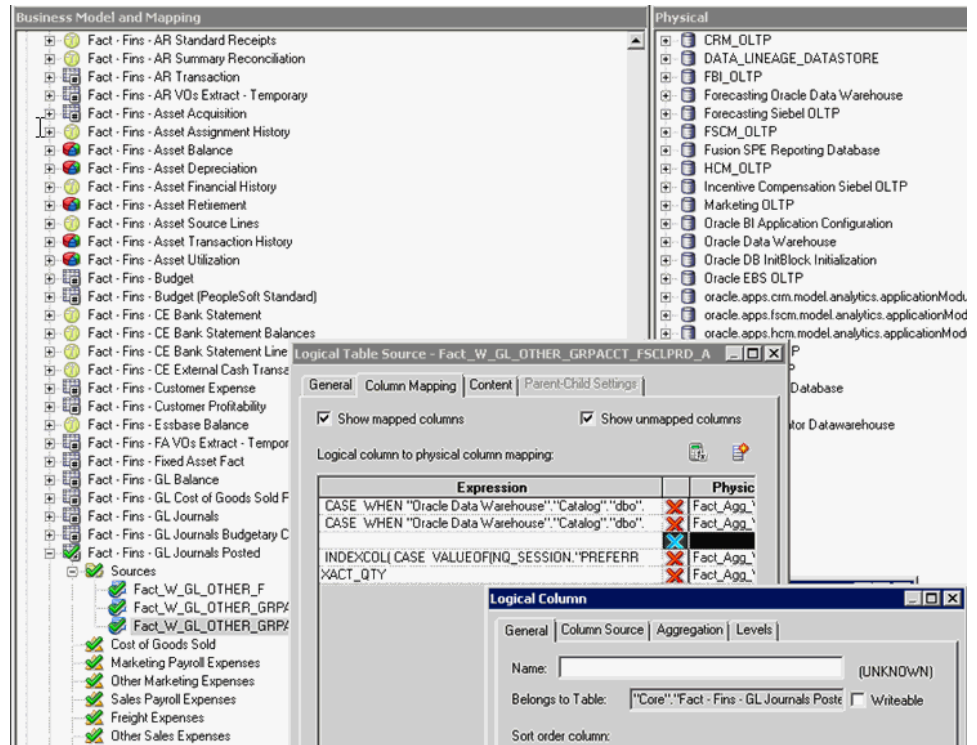 Business Model and Mapping
Fact - Fins - AR Standard Receipts
Fact - Fins - AR Summary Reconciliation
Fact - Fins - AR Transaction
Fact - Fins - AR VOs Extract - Temporary
Fact - Fins - Asset Acquisition
Fact - Fins - Asset Assignment History
Fact - Fins - Asset Balance
Fact - Fins - Asset Depreciation
Fact - Fins - Asset Financial History
Fact - Fins - Asset Retirement
Fact - Fins - Asset Source Lines
Fact - Fins - Asset Transaction History
Fact - Fins - Asset Utilization
Fact - Fins - Budget
Fact - Fins - Budget (PeopleSoft Standard)
Fact - Fins - CE Bank Statement
Fact - Fins - CE Bank Statement Balances
Fact - Fins - CE Bank Statement Line
Fact - Fins - CE External Cash Transa
Fact - Fins - Customer Expense
Fact - Fins - Customer Profitability
Fact - Fins - Essbase Balance
Fact - Fins - FA VOs Extract - Tempor
Fact - Fins - Fixed Asset Fact
Fact - Fins - GL Balance
Fact - Fins - GL Cost of Goods Sold F
Fact - Fins - GL Journals
Fact - Fins - GL Journals Budgetary C
Fact - Fins - GL Journals Posted
Sources
Fact_W_GL_OTHER_F
Fact_W_GL_OTHER_GRPA
Fact_W_GL_OTHER_GRPA
Cost of Goods Sold
Marketing Payroll Expenses
Other Marketing Expenses
Sales Payroll Expenses
Freight Expenses
Other Sales Expenses
Physical
CRM_OLTP
DATA_LINEAGE_DATASTORE
FBI_OLTP
Forecasting Oracle Data Warehouse
Forecasting Siebel OLTP
FSCM_OLTP
Fusion SPE Reporting Database
HCM_OLTP
Incentive Compensation Siebel OLTP
Marketing OLTP
Oracle BI Application Configuration
Oracle Data Warehouse
Oracle DB InitBlock Initialization
Oracle EBS OLTP
oracle.apps.crm.model.analytics.applicationModu
oracle.apps.fscm.model.analytics.applicationMod
oracle.apps.hcm.model.analytics.applicationModu
P
Database
tor Datawarehouse
Logical Table Source - Fact_W_GL_OTHER_GRPACCT_FSCLPRD_A
General Column Mapping Content Parent-Child Settings
Show mapped columns Show unmapped columns
Logical column to physical column mapping:
Expression Physic
CASE WHEN "Oracle Data Warehouse"."Catalog"."dbo". Fact_Agg_
CASE WHEN "Oracle Data Warehouse"."Catalog"."dbo". Fact_Agg_
INDEXCOL( CASE VALUEOF(NQ_SESSION."PREFERR Fact_Agg_
XACT_QTY Fact_Agg_
Logical Column
General Column Source Aggregation Levels
Name: (UNKNOWN)
Belongs to Table: "Core"."Fact - Fins - GL Journals Poste Writeable
Sort order column: